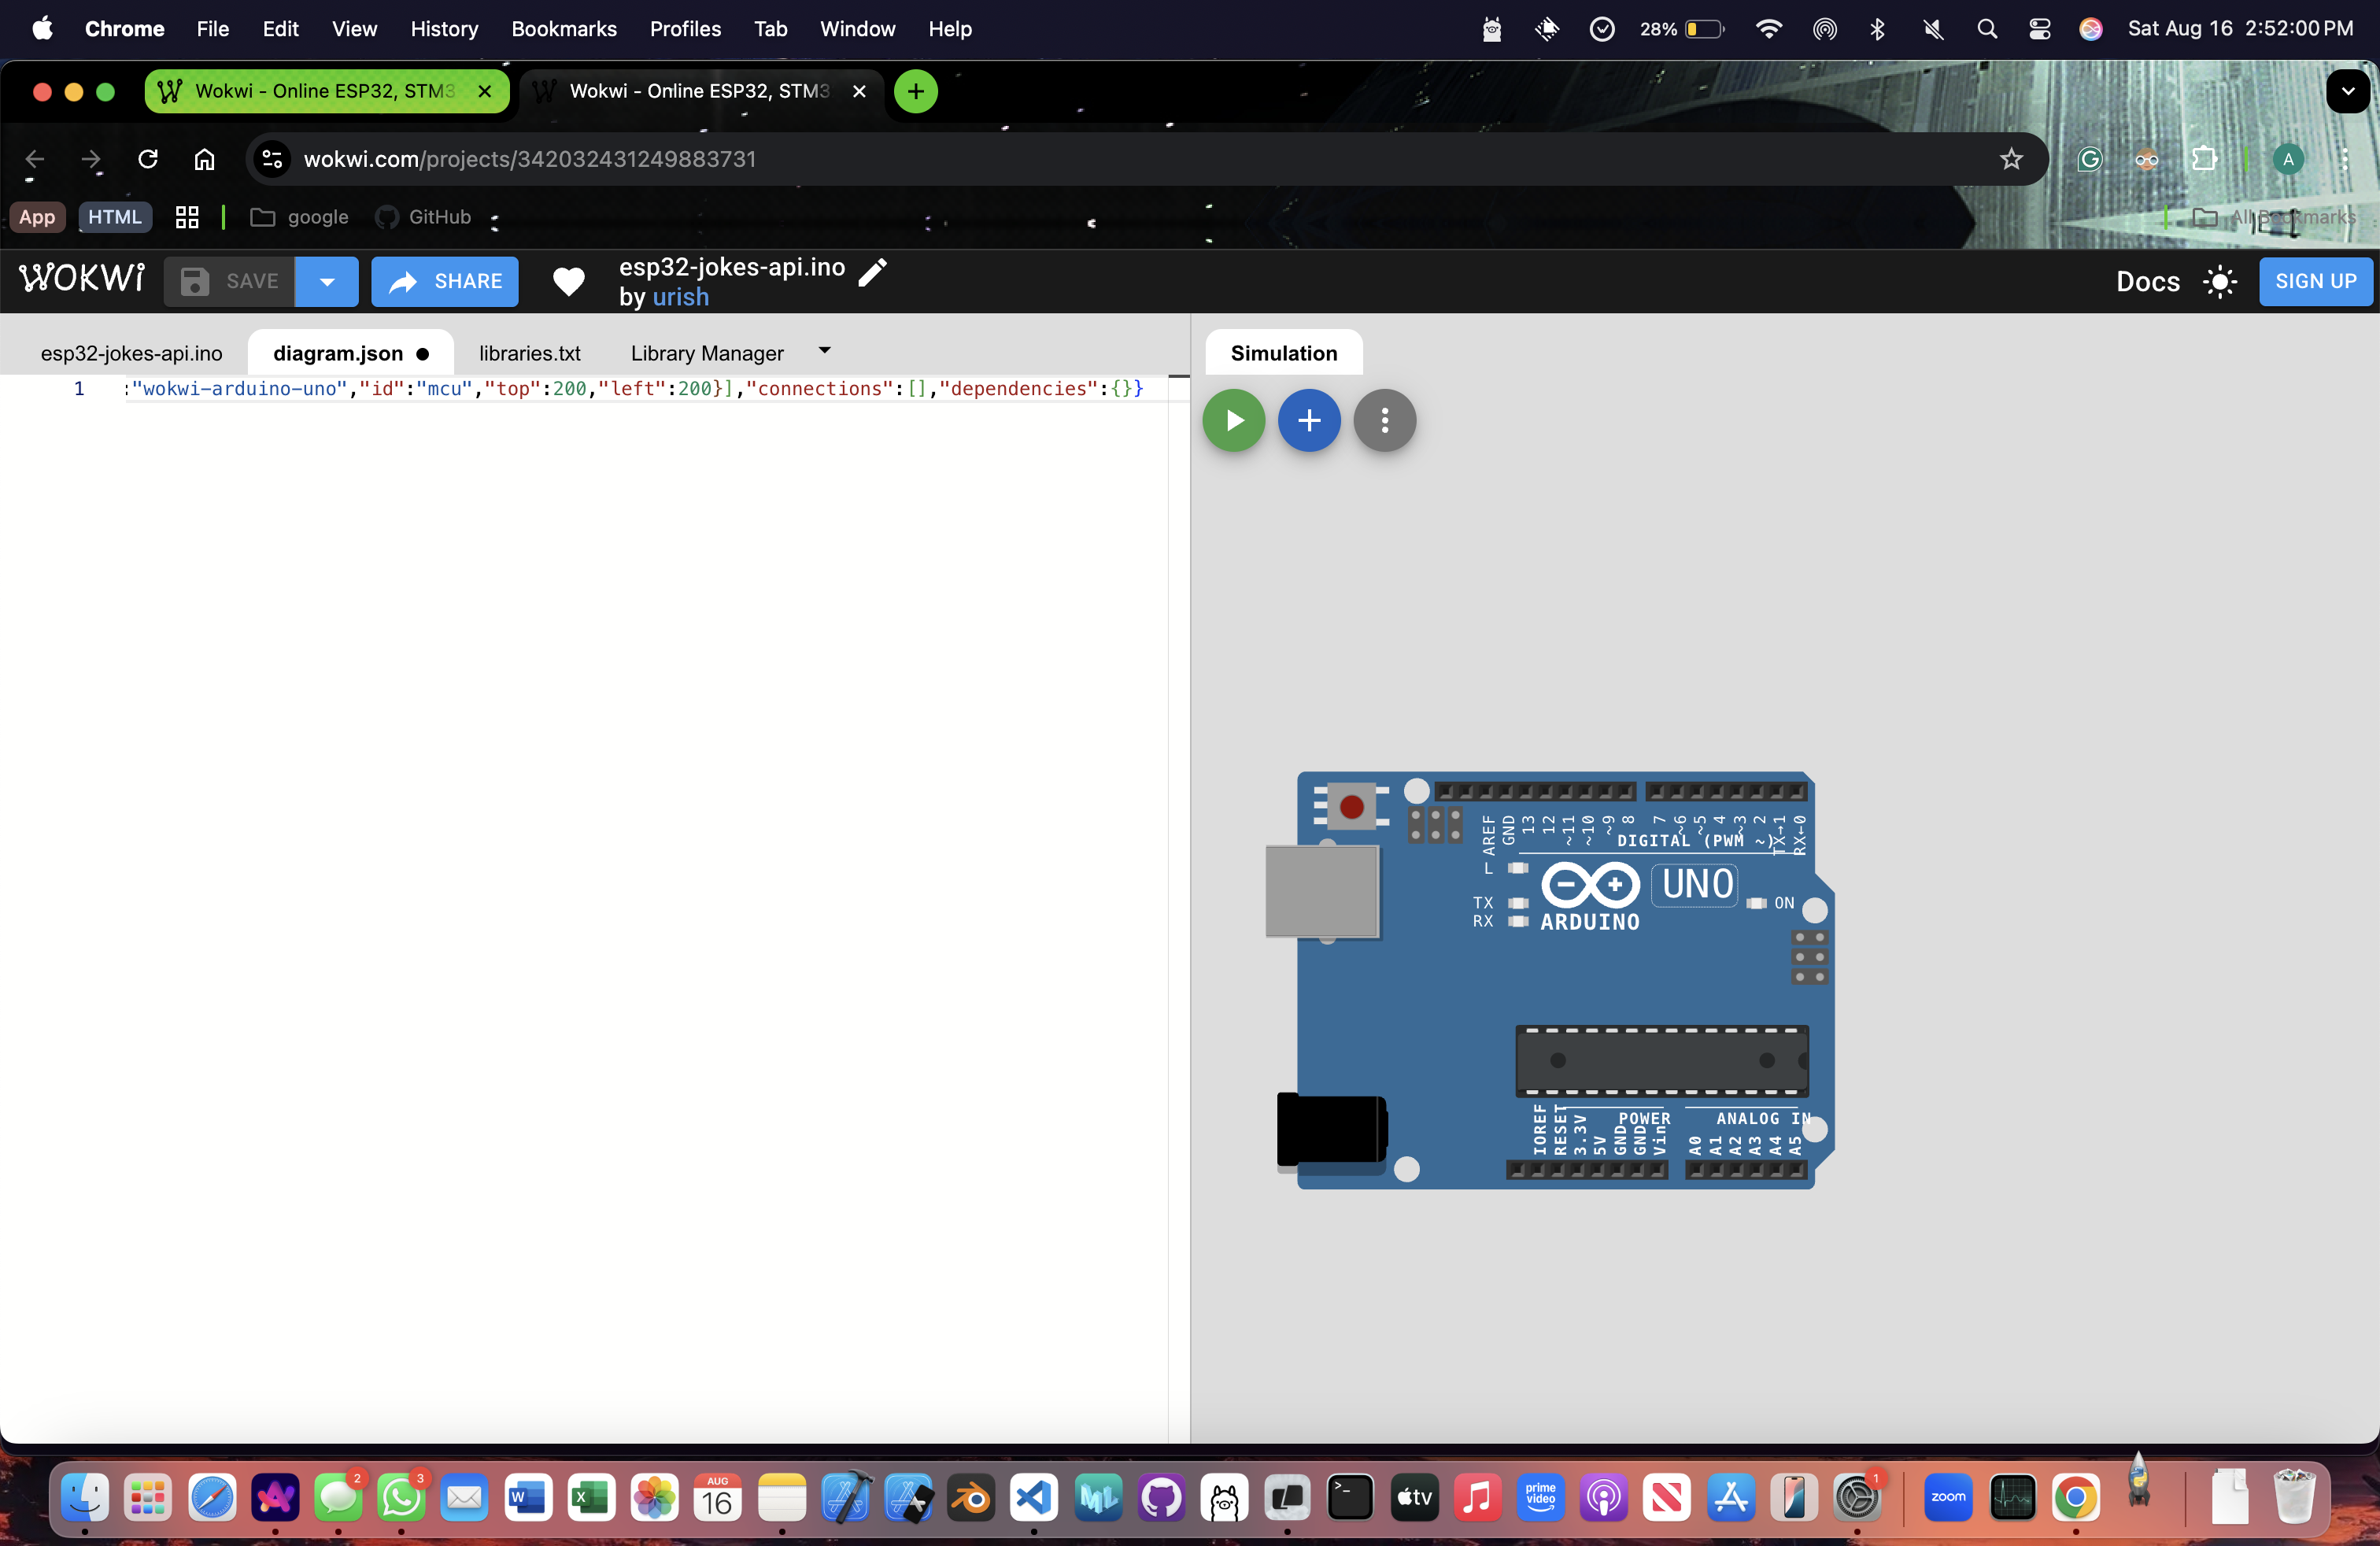 Chrome File Edit View History Bookmarks Profiles Tab Window Help 28% Sat Aug 16 2:52:00 PM
Wokwi - Online ESP32, STM3 Wokwi - Online ESP32, STM3
wokwi.com/projects/342032431249883731 A
App HTML google GitHub All Bookmarks
WOKWi SAVE SHARE esp32-jokes-api.ino Docs SIGN UP
by urish
esp32-jokes-api.ino diagram.json libraries.txt Library Manager Simulation
1 :"wokwi-arduino-uno","id":"mcu","top":200,"left":200}],"connections":[],"dependencies":{}}
AREF GND 13 12 ~11 ~10 ~9 8 7 ~6 ~5 4 ~3 2 TX→1 RX←0
DIGITAL (PWM ~)
L
UNO
TX ON
RX ARDUINO
POWER ANALOG IN
IOREF RESET 3.3V 5V GND GND Vin A0 A1 A2 A3 A4 A5
2 3 AUG 1
W X 16 ML >_ tv prime video zoom